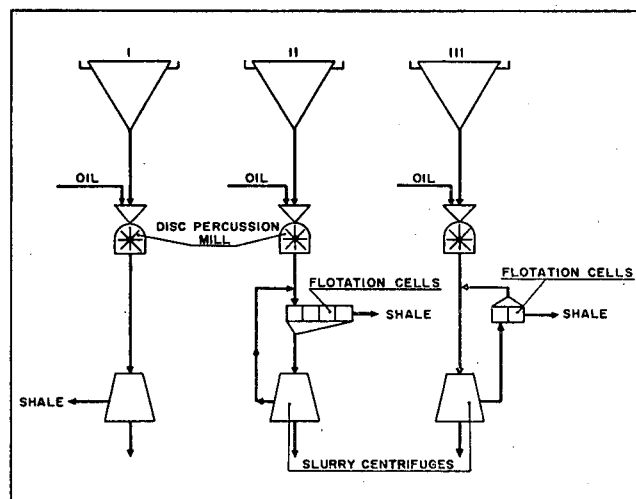 I II III
OIL OIL OIL
DISC PERCUSSION
MILL
FLOTATION CELLS
FLOTATION CELLS
SHALE
SHALE
SHALE
SLURRY CENTRIFUGES